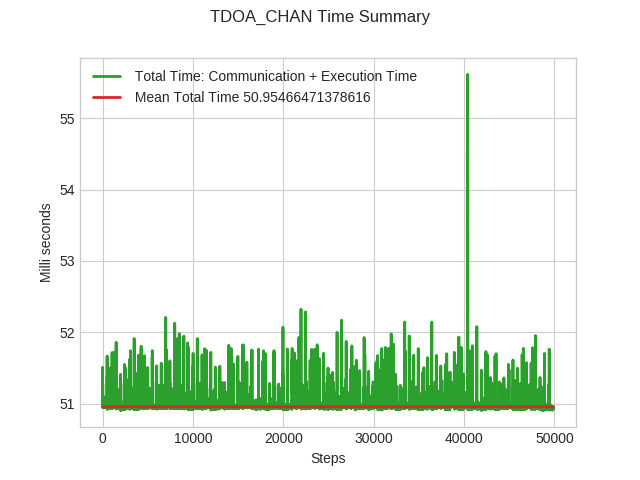 TDOA_CHAN Time Summary
Total Time: Communication + Execution Time
Mean Total Time 50.95466471378616
55
54
53
52
51
Milli seconds
0 10000 20000 30000 40000 50000
Steps